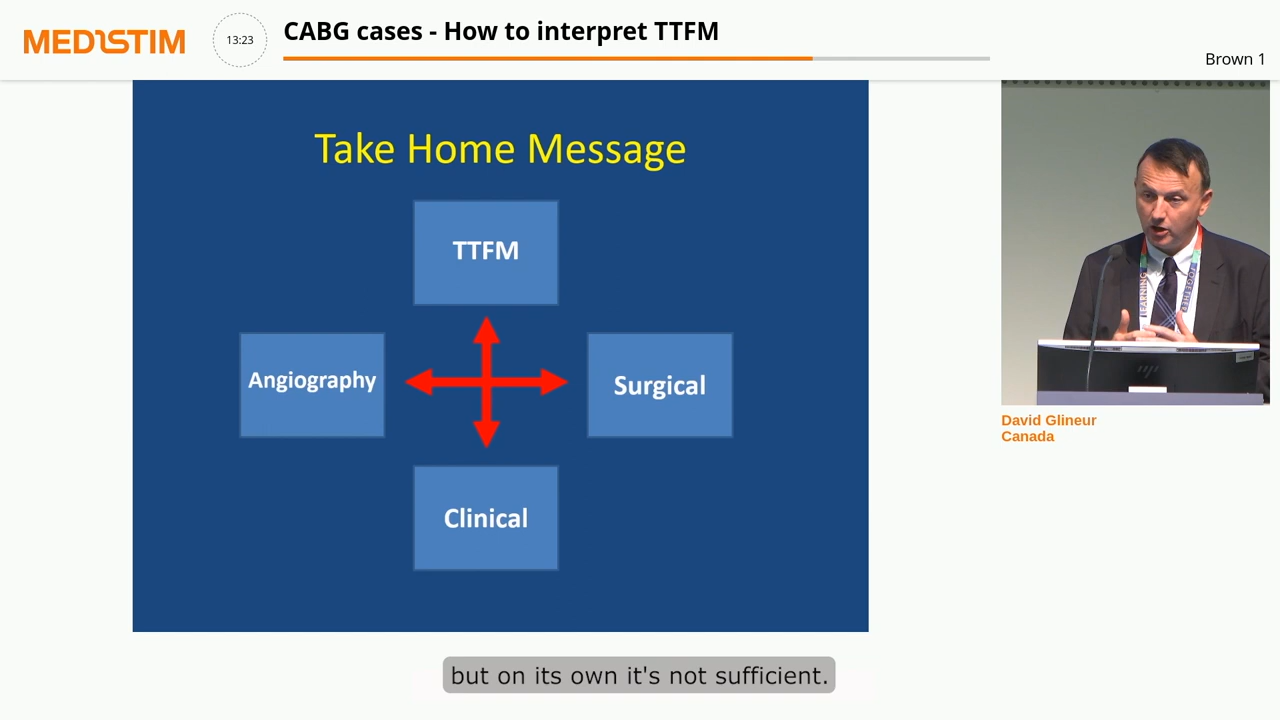 MEDISTIM
13:23
CABG cases - How to interpret TTFM
Brown 1
Take Home Message
TTFM
Angiography
Surgical
Clinical
LEARNING
David Glineur
Canada
but on its own it's not sufficient.